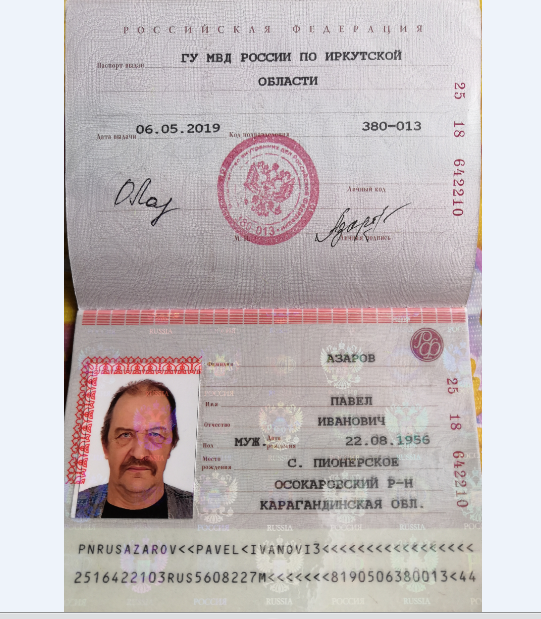 РОССИЙСКАЯ ФЕДЕРАЦИЯ
Паспорт выдан
ГУ МВД РОССИИ ПО ИРКУТСКОЙ
ОБЛАСТИ
Дата выдачи 06.05.2019 Код подразделения 380-013
25 18 642210
Личный код
Личная подпись
М. П.
Фамилия АЗАРОВ
Имя ПАВЕЛ
Отчество ИВАНОВИЧ
Пол МУЖ. Дата рождения 22.08.1956
Место рождения С. ПИОНЕРСКОЕ
ОСОКАРОВСКИЙ Р-Н
КАРАГАНДИНСКАЯ ОБЛ.
25 18 642210
PNRUSAZAROV<<PAVEL<IVANOVI3<<<<<<<<<<<<<<<<<
2516422103RUS5608227M<<<<<<<8190506380013<44